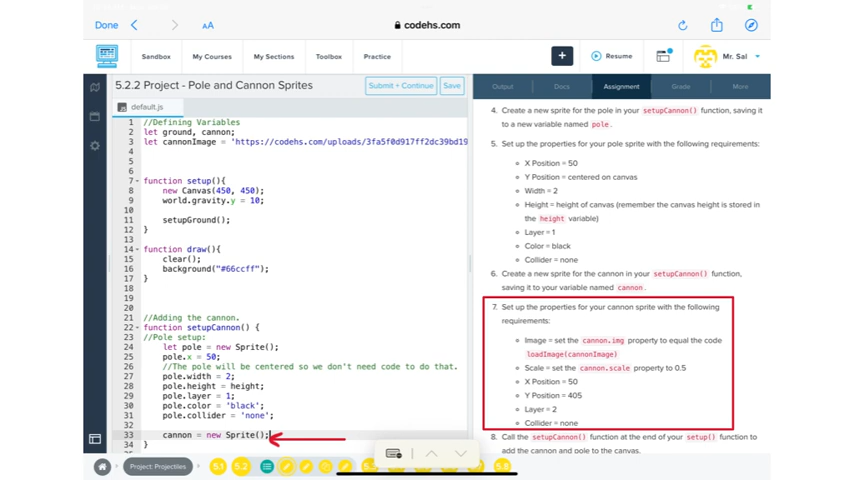 Done
AA
codehs.com
Sandbox
My Courses
My Sections
Toolbox
Practice
+
Resume
Mr. Sal
5.2.2 Project - Pole and Cannon Sprites
Submit + Continue
Save
Output
Docs
Assignment
Grade
More
default.js
1 //Defining Variables
2 let ground, cannon;
3 let cannonImage = 'https://codehs.com/uploads/3fa5f0d917ff2dc39bd19
4
5
6
7 function setup(){
8 new Canvas(450, 450);
9 world.gravity.y = 10;
10
11 setupGround();
12 }
13
14 function draw(){
15 clear();
16 background("#66ccff");
17 }
18
19
20
21 //Adding the cannon.
22 function setupCannon() {
23 //Pole setup:
24 let pole = new Sprite();
25 pole.x = 50;
26 //The pole will be centered so we don't need code to do that.
27 pole.width = 2;
28 pole.height = height;
29 pole.layer = 1;
30 pole.color = 'black';
31 pole.collider = 'none';
32
33 cannon = new Sprite();
34 }
4. Create a new sprite for the pole in your setupCannon() function, saving it
to a new variable named pole.
5. Set up the properties for your pole sprite with the following requirements:
X Position = 50
Y Position = centered on canvas
Width = 2
Height = height of canvas (remember the canvas height is stored in
the height variable)
Layer = 1
Color = black
Collider = none
6. Create a new sprite for the cannon in your setupCannon() function,
saving it to your variable named cannon.
7. Set up the properties for your cannon sprite with the following
requirements:
Image = set the cannon.img property to equal the code
loadImage(cannonImage)
Scale = set the cannon.scale property to 0.5
X Position = 50
Y Position = 405
Layer = 2
Collider = none
8. Call the setupCannon() function at the end of your setup() function to
add the cannon and pole to the canvas.
Project: Projectiles
5.1
5.2